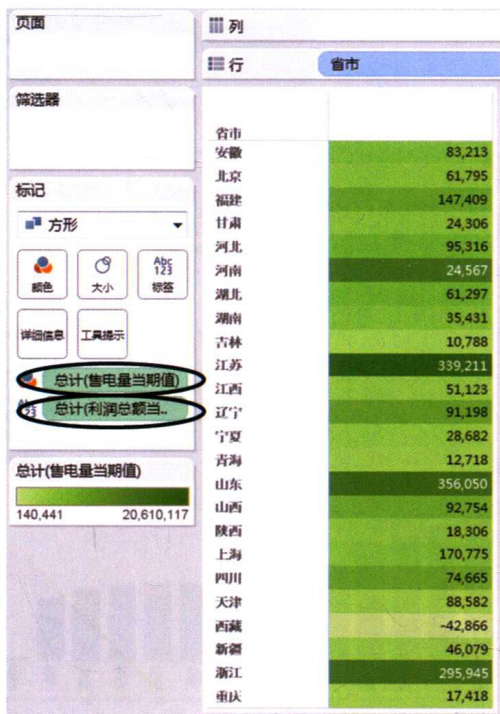 页面
筛选器
标记
方形
颜色
大小
Abc
123
标签
详细信息
工具提示
总计(售电量当期值)
总计(利润总额当..
总计(售电量当期值)
140,441 20,610,117
列
行 省市
省市
安徽 83,213
北京 61,795
福建 147,409
甘肃 24,306
河北 95,316
河南 24,567
湖北 61,297
湖南 35,431
吉林 10,788
江苏 339,211
江西 51,123
辽宁 91,198
宁夏 28,682
青海 12,718
山东 356,050
山西 92,754
陕西 18,306
上海 170,775
四川 74,665
天津 88,582
西藏 -42,866
新疆 46,079
浙江 295,945
重庆 17,418